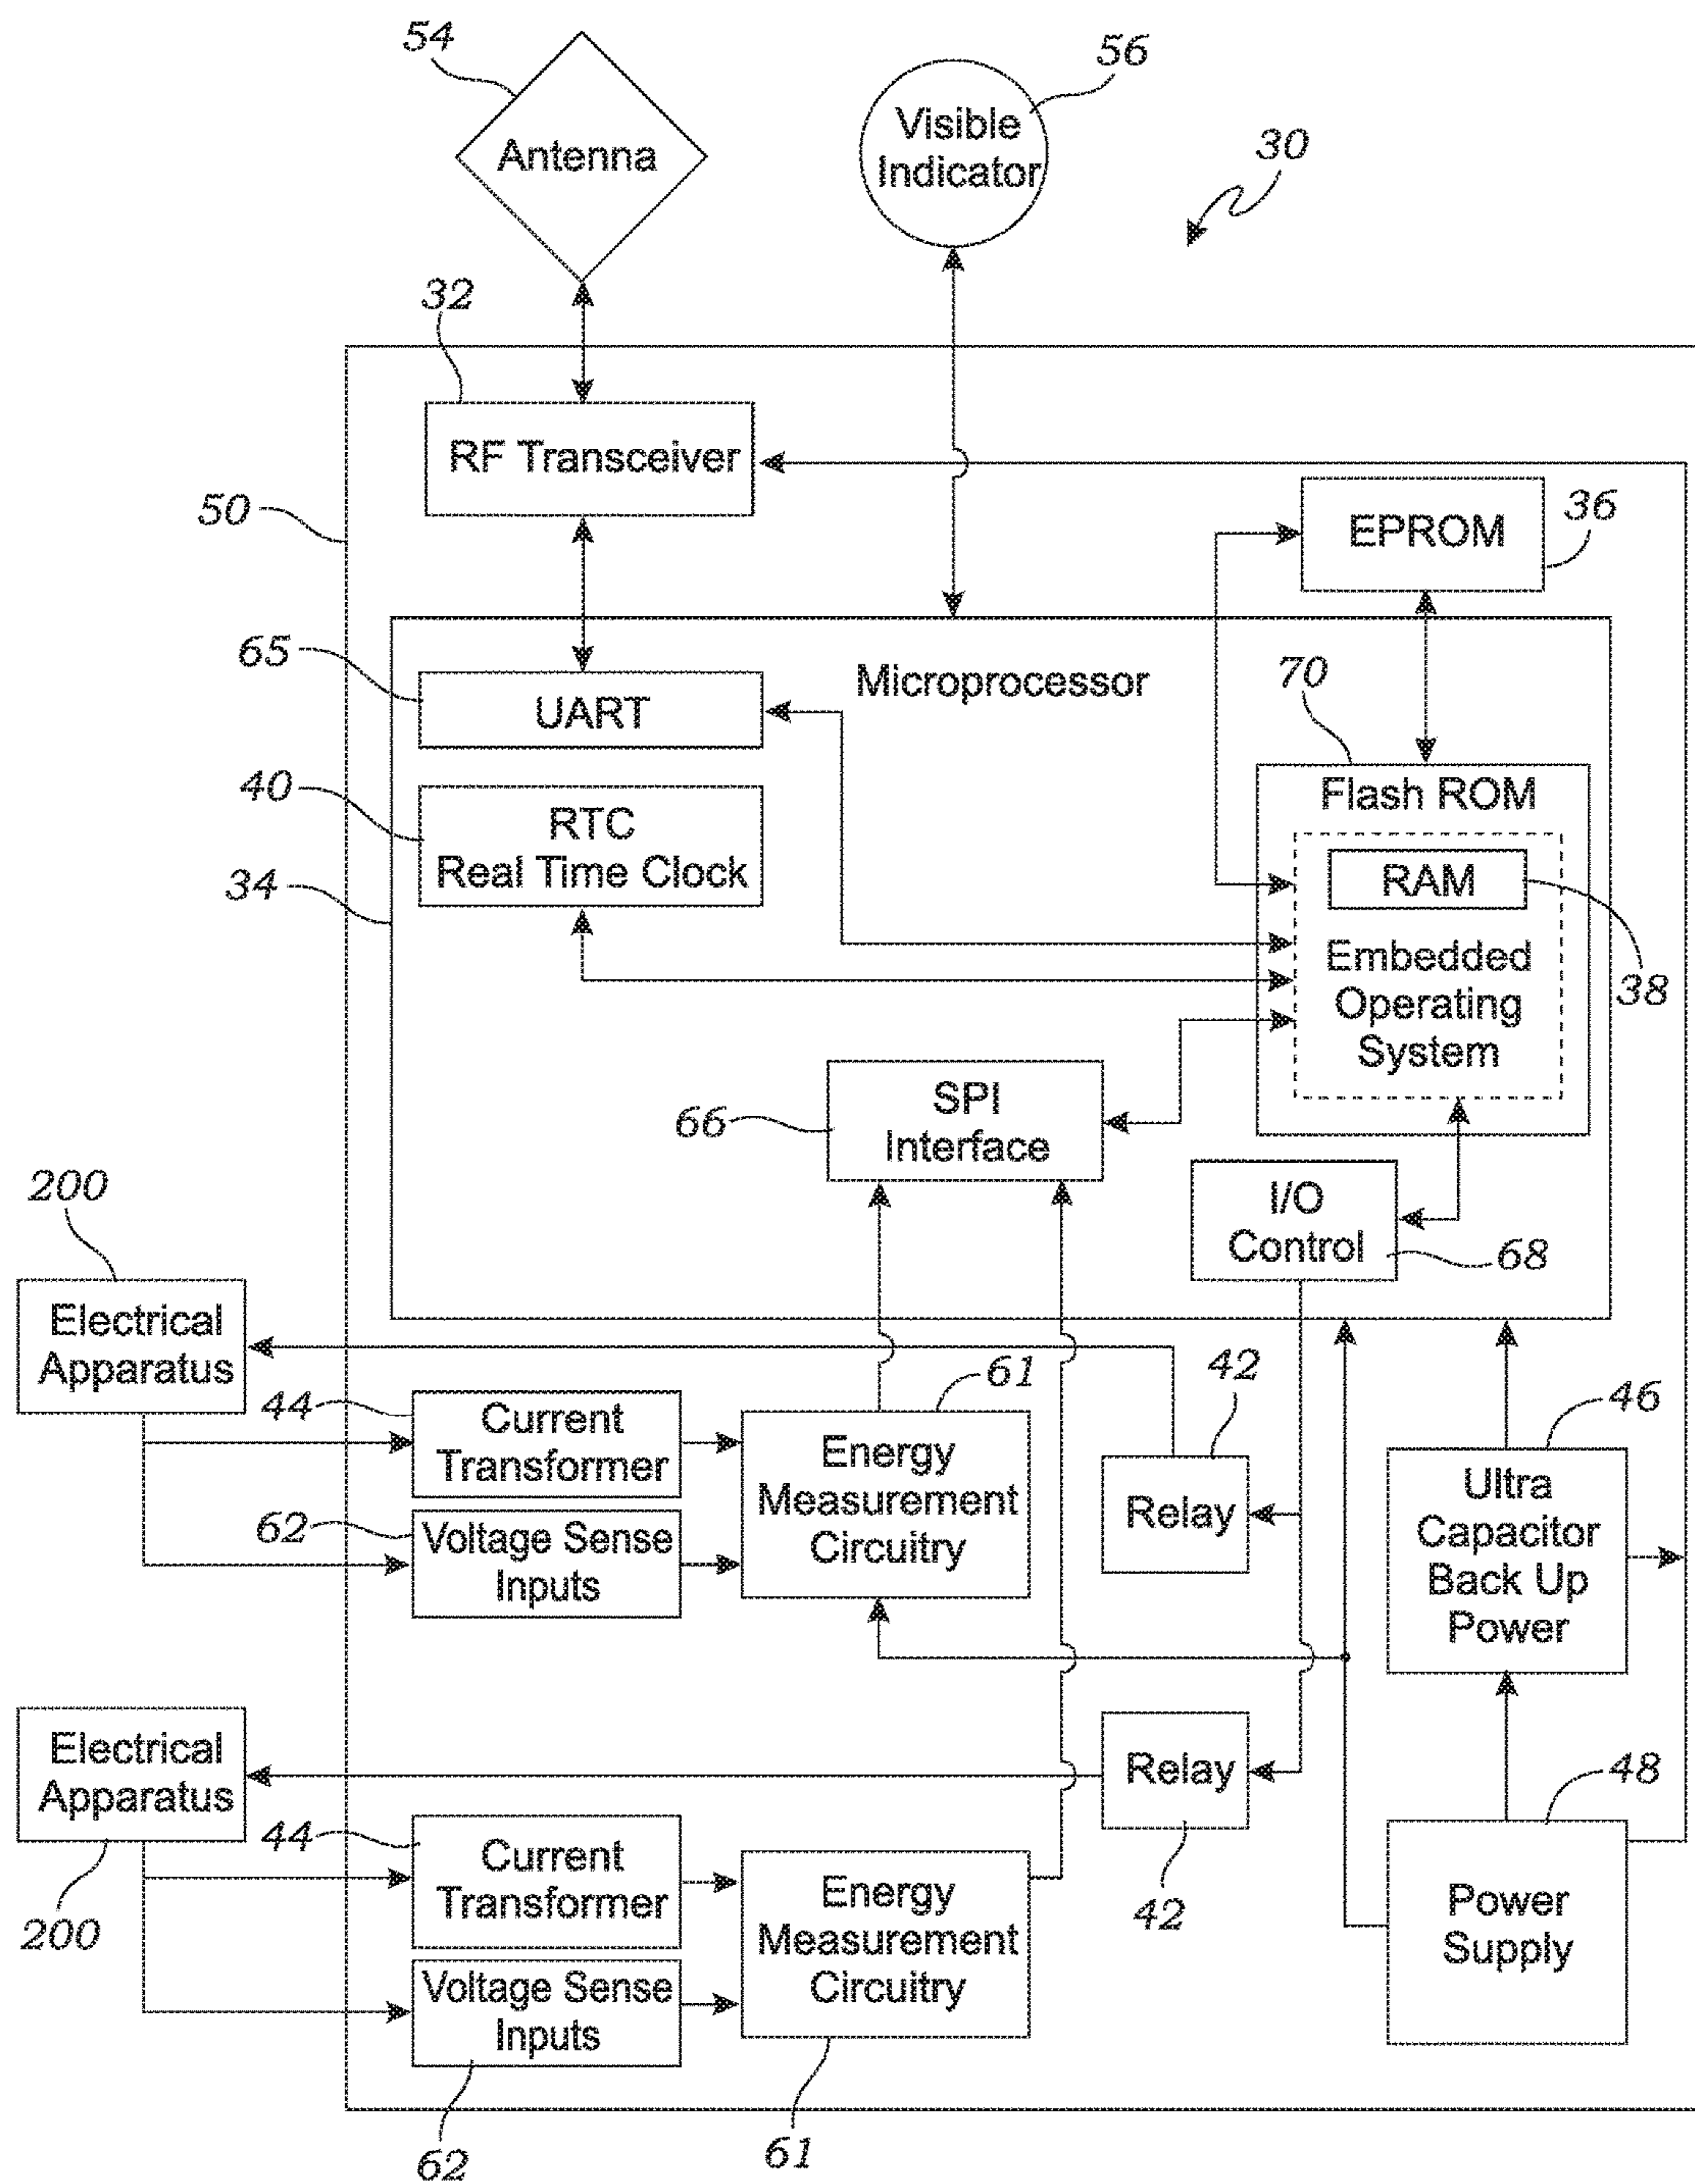 54
Antenna
56
Visible
Indicator
30
32
RF Transceiver
50
EPROM
36
65
UART
Microprocessor
70
Flash ROM
40
RTC
Real Time Clock
34
RAM
38
Embedded
Operating
System
66
SPI
Interface
I/O
Control
68
200
Electrical
Apparatus
44
Current
Transformer
62
Voltage Sense
Inputs
61
Energy
Measurement
Circuitry
42
Relay
46
Ultra
Capacitor
Back Up
Power
Electrical
Apparatus
200
44
Current
Transformer
Voltage Sense
Inputs
62
Energy
Measurement
Circuitry
61
Relay
42
48
Power
Supply